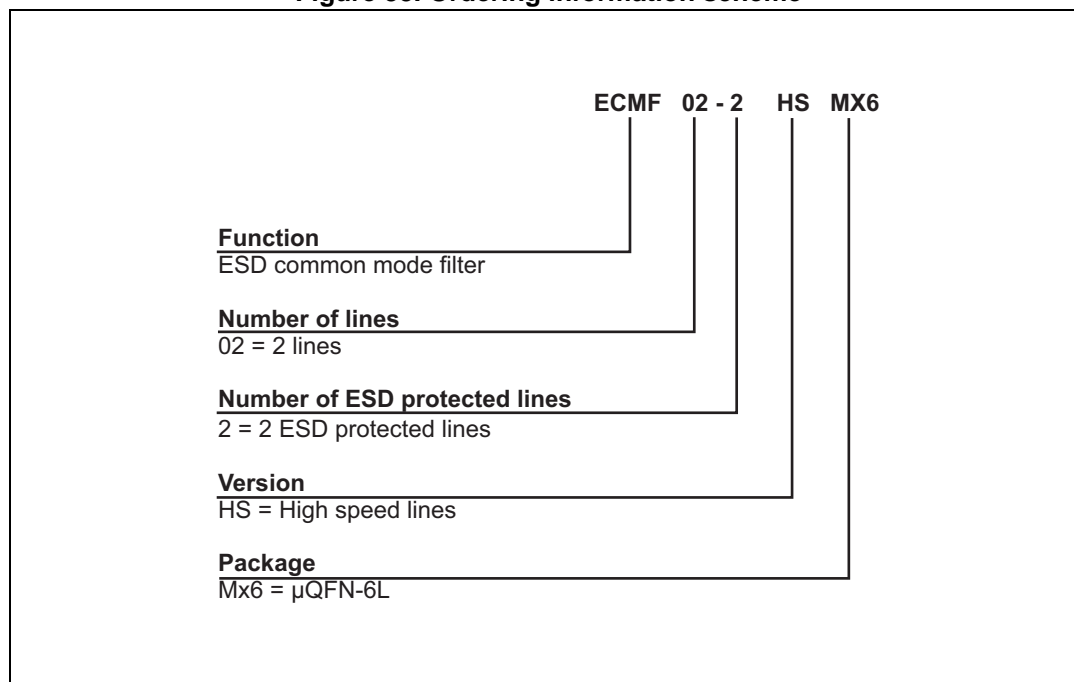 ECMF 02 - 2 HS MX6
Function
ESD common mode filter
Number of lines
02 = 2 lines
Number of ESD protected lines
2 = 2 ESD protected lines
Version
HS = High speed lines
Package
Mx6 = µQFN-6L